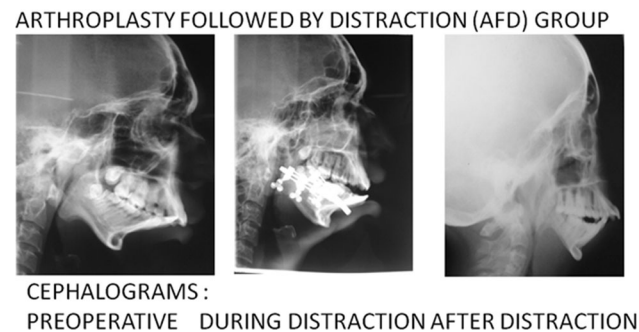 ARTHROPLASTY FOLLOWED BY DISTRACTION (AFD) GROUP
CEPHALOGRAMS :
PREOPERATIVE DURING DISTRACTION AFTER DISTRACTION